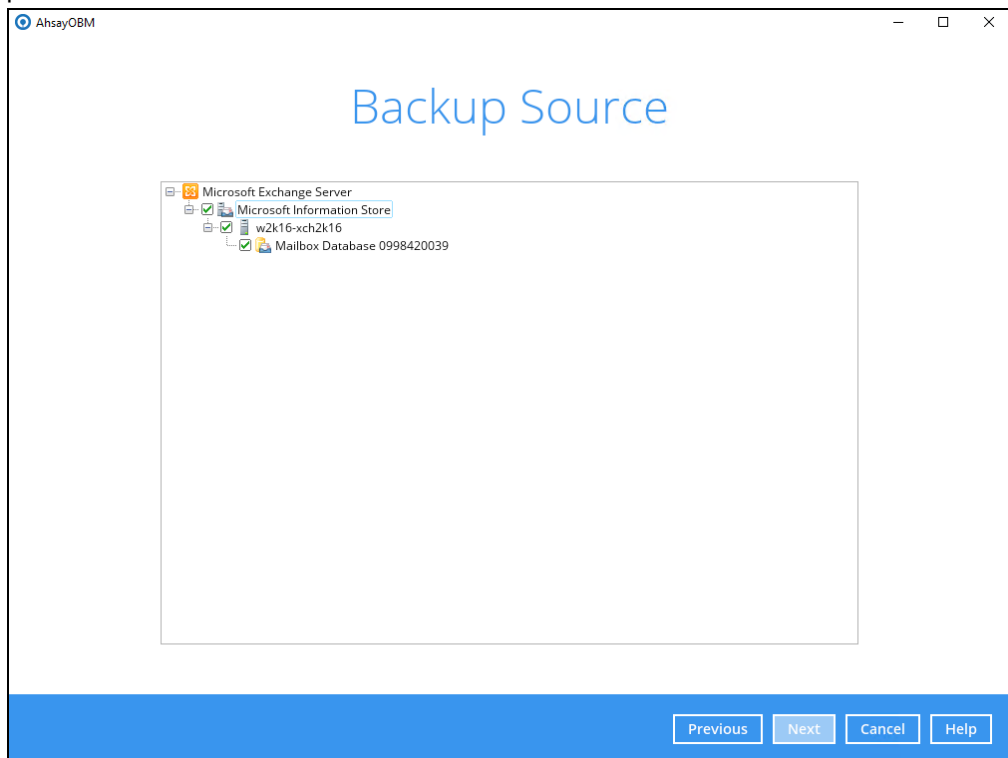 AhsayOBM
Backup Source
Microsoft Exchange Server
Microsoft Information Store
w2k16-xch2k16
Mailbox Database 0998420039
Previous Next Cancel Help